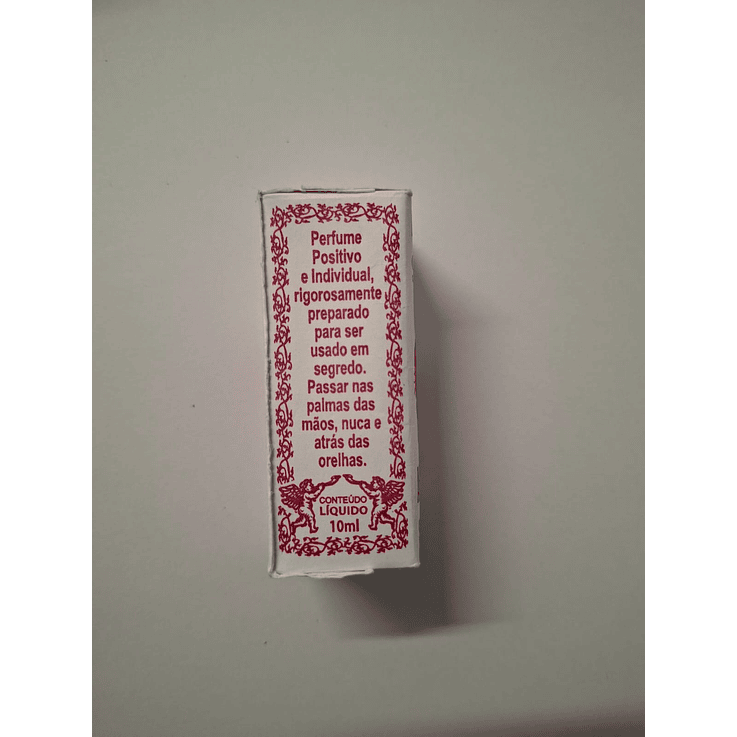 Perfume
Positivo
e Individual,
rigorosamente
preparado
para ser
usado em
segredo.
Passar nas
palmas das
mãos, nuca e
atrás das
orelhas.
CONTEÚDO
LÍQUIDO
10ml